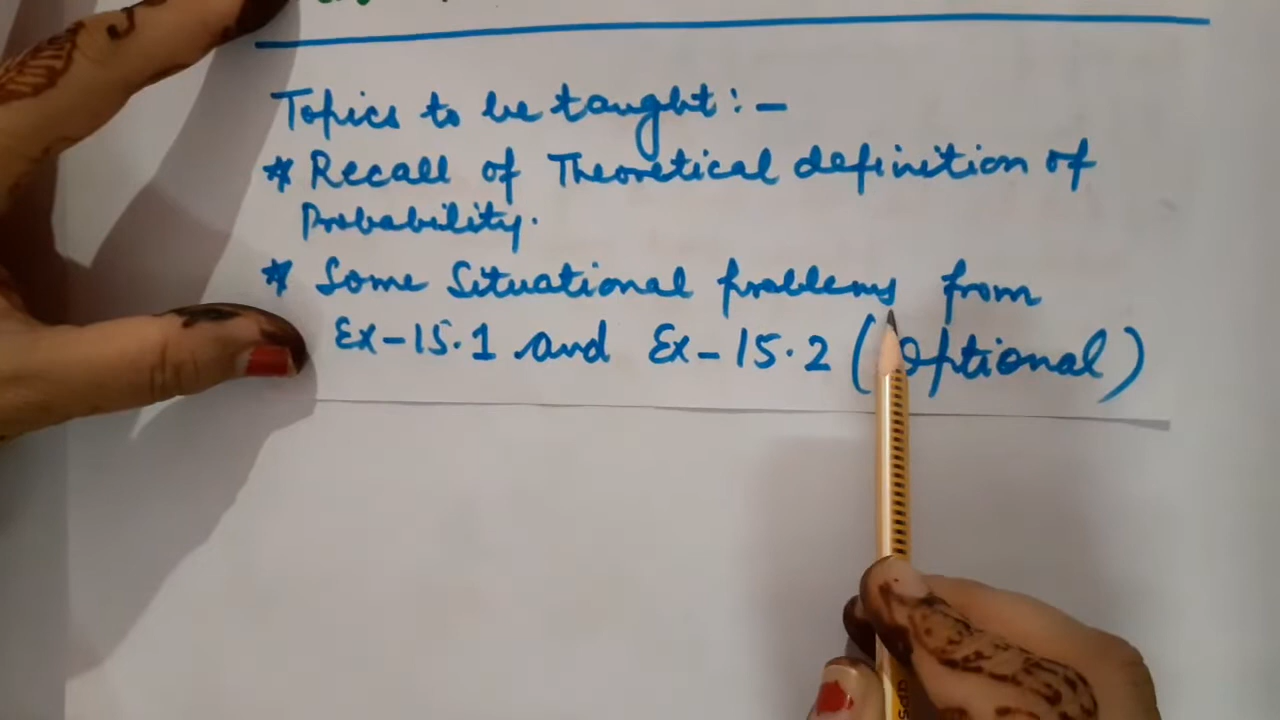 Topics to be taught:-
* Recall of Theoretical definition of
Probability.
* Some Situational problems from
Ex-15.1 and Ex-15.2 (Optional)